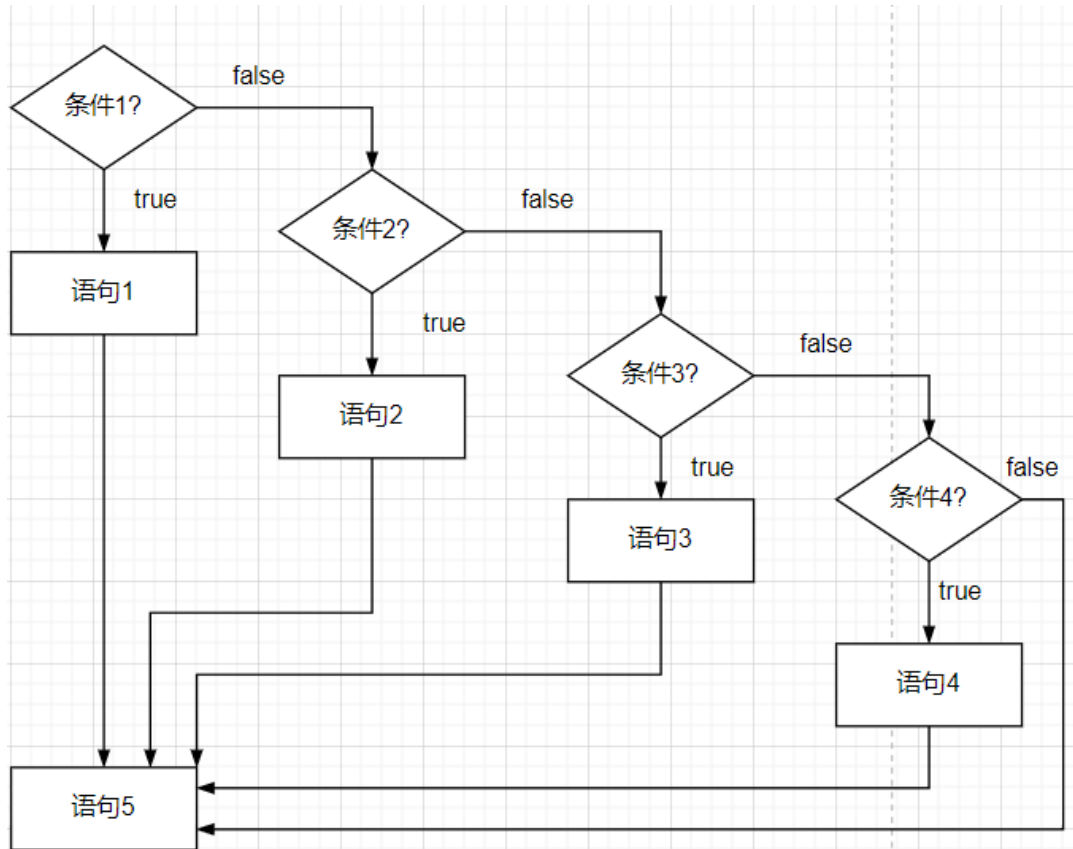 false
条件1?
true
false
条件2?
语句1
true
false
条件3?
语句2
true
false
条件4?
语句3
true
语句4
语句5